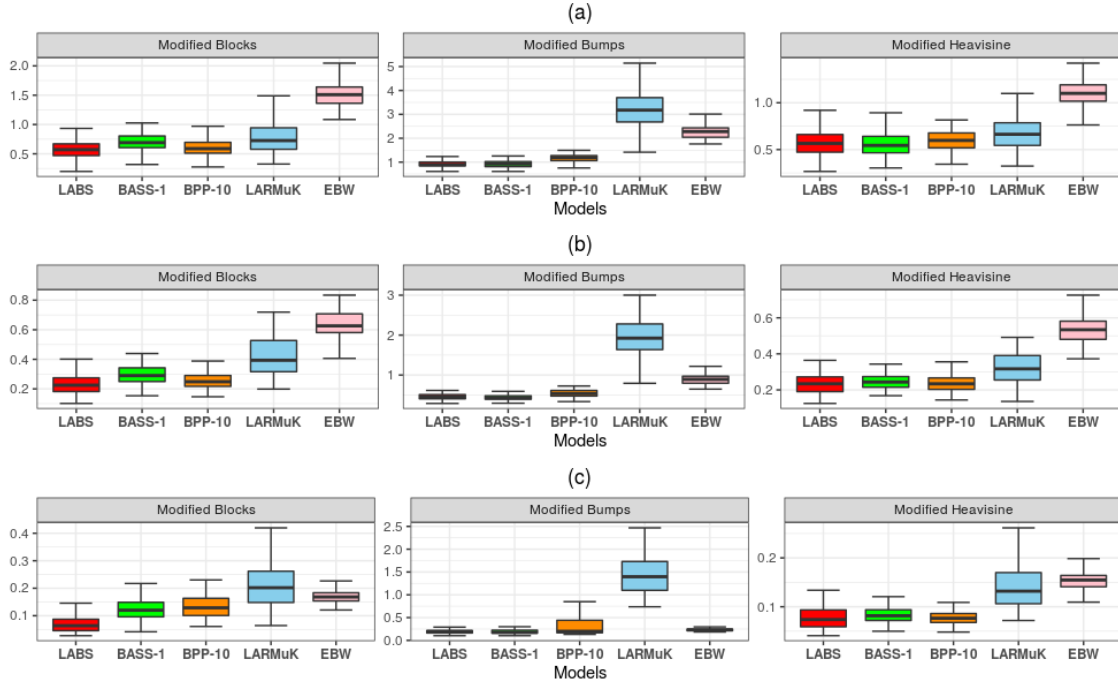 (a)
Modified Blocks Modified Bumps Modified Heavisine
2.0
1.5
1.0
0.5
5
4
3
2
1
1.0
0.5
LABS BASS-1 BPP-10 LARMuK EBW LABS BASS-1 BPP-10 LARMuK EBW LABS BASS-1 BPP-10 LARMuK EBW
Models
(b)
Modified Blocks Modified Bumps Modified Heavisine
0.8
0.6
0.4
0.2
3
2
1
0.6
0.4
0.2
LABS BASS-1 BPP-10 LARMuK EBW LABS BASS-1 BPP-10 LARMuK EBW LABS BASS-1 BPP-10 LARMuK EBW
Models
(c)
Modified Blocks Modified Bumps Modified Heavisine
0.4
0.3
0.2
0.1
2.5
2.0
1.5
1.0
0.5
0.0
0.2
0.1
LABS BASS-1 BPP-10 LARMuK EBW LABS BASS-1 BPP-10 LARMuK EBW LABS BASS-1 BPP-10 LARMuK EBW
Models